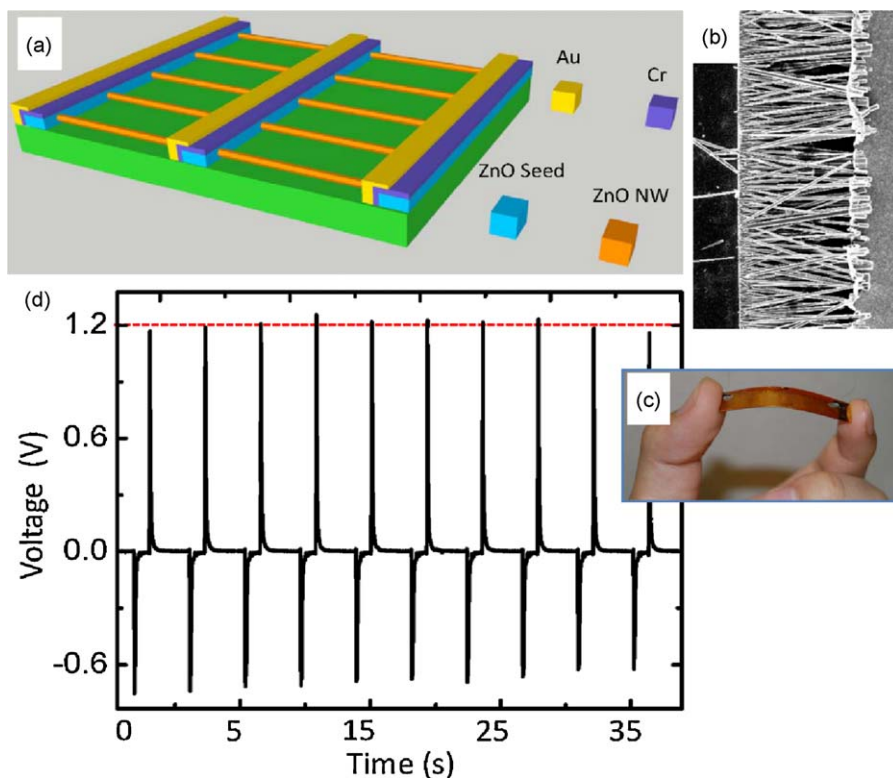 (a)
Au
Cr
ZnO Seed
ZnO NW
(b)
(d)
1.2
0.6
0.0
-0.6
Voltage (V)
(c)
0 5 15 25 35
Time (s)